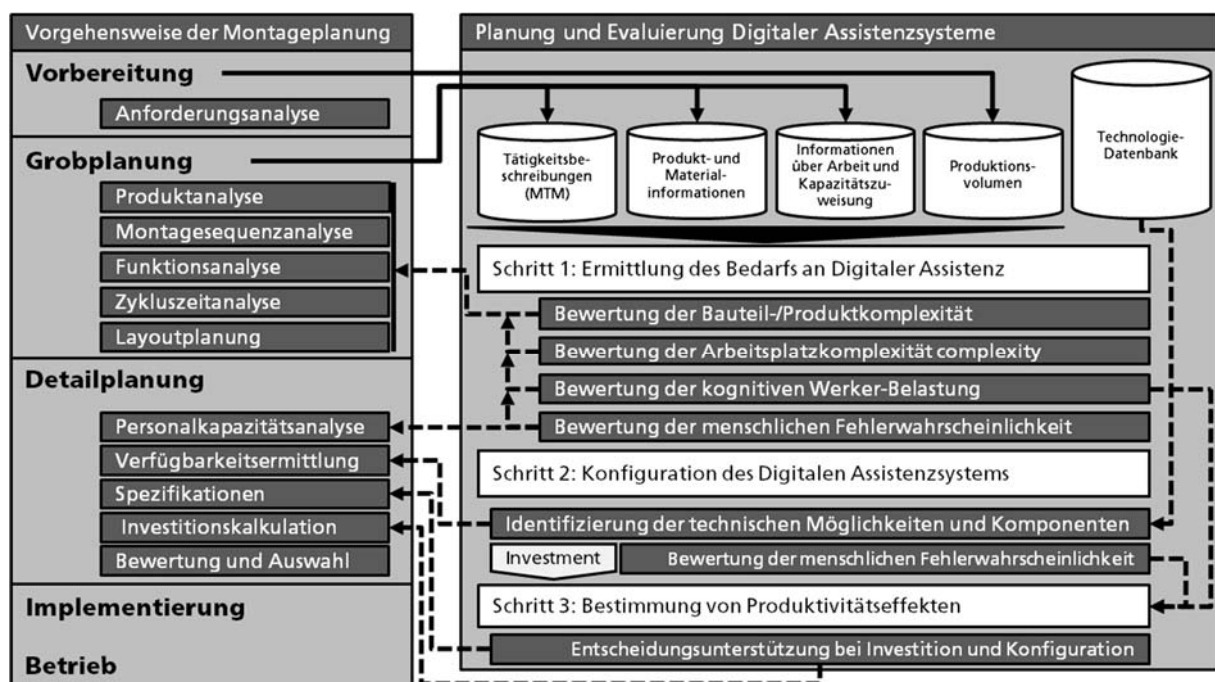 Vorgehensweise der Montageplanung
Vorbereitung
Anforderungsanalyse
Grobplanung
Produktanalyse
Montagesequenzanalyse
Funktionsanalyse
Zykluszeitanalyse
Layoutplanung
Detailplanung
Personalkapazitätsanalyse
Verfügbarkeitsermittlung
Spezifikationen
Investitionskalkulation
Bewertung und Auswahl
Implementierung
Betrieb
Planung und Evaluierung Digitaler Assistenzsysteme
Tätigkeitsbe-
schreibungen
(MTM)
Produkt- und
Material-
informationen
Informationen
über Arbeit und
Kapazitätszu-
weisung
Produktions-
volumen
Technologie-
Datenbank
Schritt 1: Ermittlung des Bedarfs an Digitaler Assistenz
Bewertung der Bauteil-/Produktkomplexität
Bewertung der Arbeitsplatzkomplexität complexity
Bewertung der kognitiven Werker-Belastung
Bewertung der menschlichen Fehlerwahrscheinlichkeit
Schritt 2: Konfiguration des Digitalen Assistenzsystems
Identifizierung der technischen Möglichkeiten und Komponenten
Investment
Bewertung der menschlichen Fehlerwahrscheinlichkeit
Schritt 3: Bestimmung von Produktivitätseffekten
Entscheidungsunterstützung bei Investition und Konfiguration